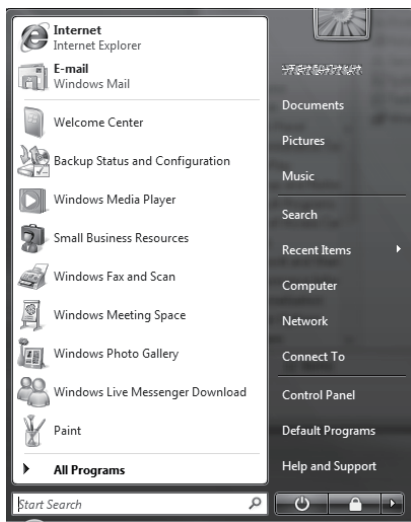 Internet
Internet Explorer
E-mail
Windows Mail
Welcome Center
Backup Status and Configuration
Windows Media Player
Small Business Resources
Windows Fax and Scan
Windows Meeting Space
Windows Photo Gallery
Windows Live Messenger Download
Paint
All Programs
Start Search
Documents
Pictures
Music
Search
Recent Items
Computer
Network
Connect To
Control Panel
Default Programs
Help and Support